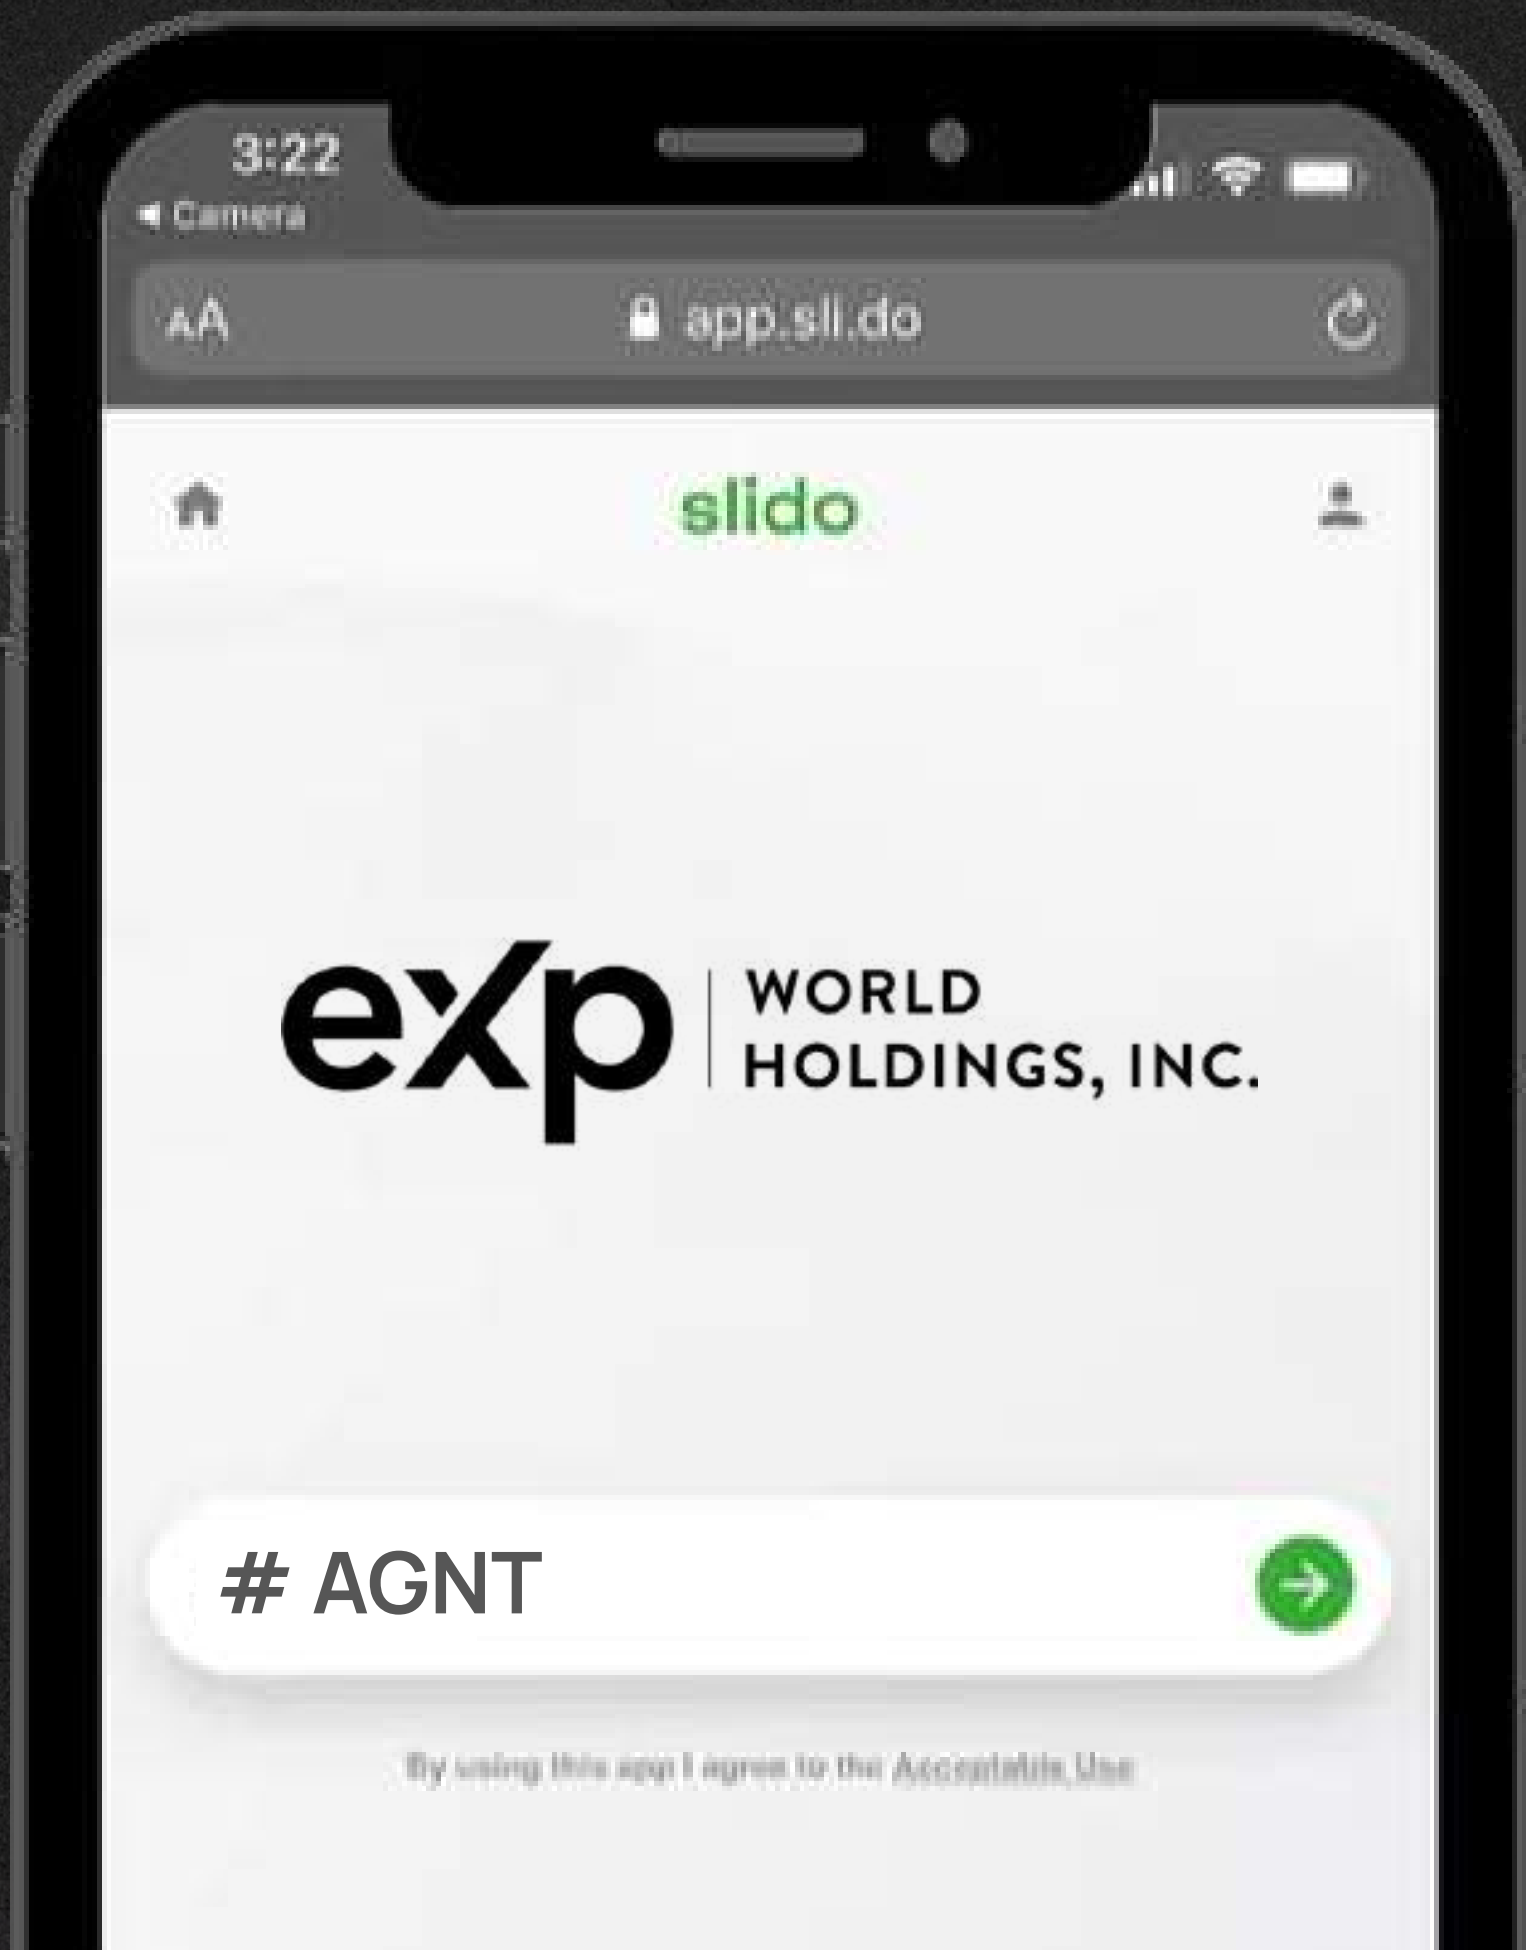 3:22
◀ Camera
AA
app.sli.do
slido
exp
WORLD
HOLDINGS, INC.
# AGNT
By using this app I agree to the Acceptable Use